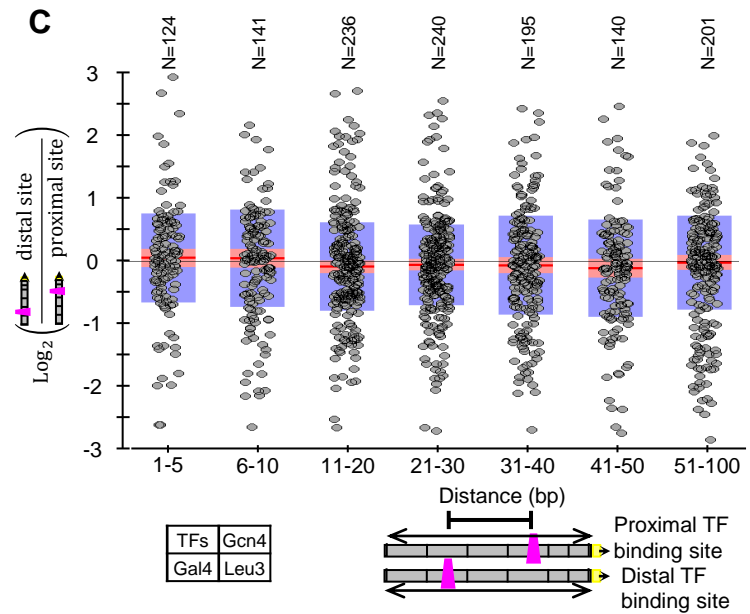 C
N=124
N=141
N=236
N=240
N=195
N=140
N=201
3
2
1
0
-1
-2
-3
Log2 ( distal site / proximal site )
1-5
6-10
11-20
21-30
31-40
41-50
51-100
Distance (bp)
TFs Gcn4
Gal4 Leu3
Proximal TF
binding site
Distal TF
binding site